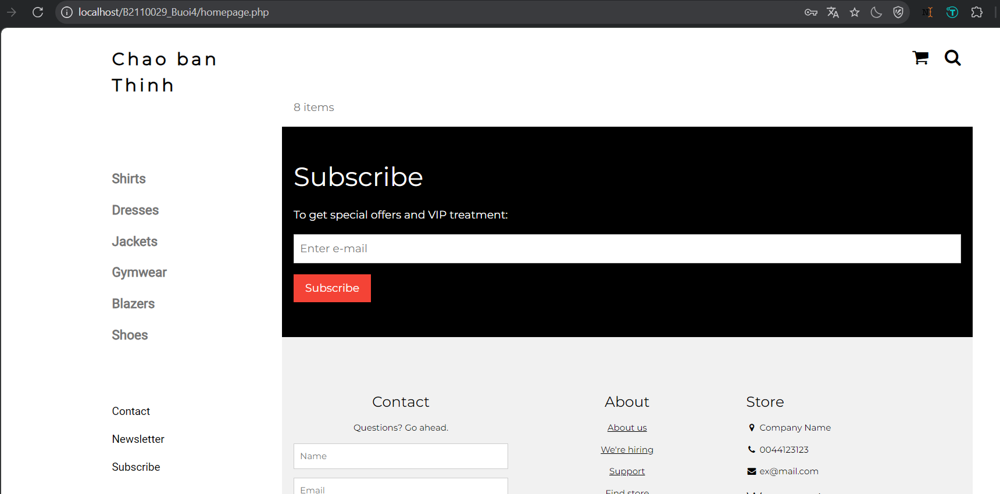 localhost/B2110029_Buoi4/homepage.php
Chao ban
Thinh
8 items
Shirts
Dresses
Jackets
Gymwear
Blazers
Shoes
Contact
Newsletter
Subscribe
Subscribe
To get special offers and VIP treatment:
Enter e-mail
Subscribe
Contact
Questions? Go ahead.
Name
Email
About
About us
We're hiring
Support
Find store
Store
Company Name
0044123123
ex@mail.com